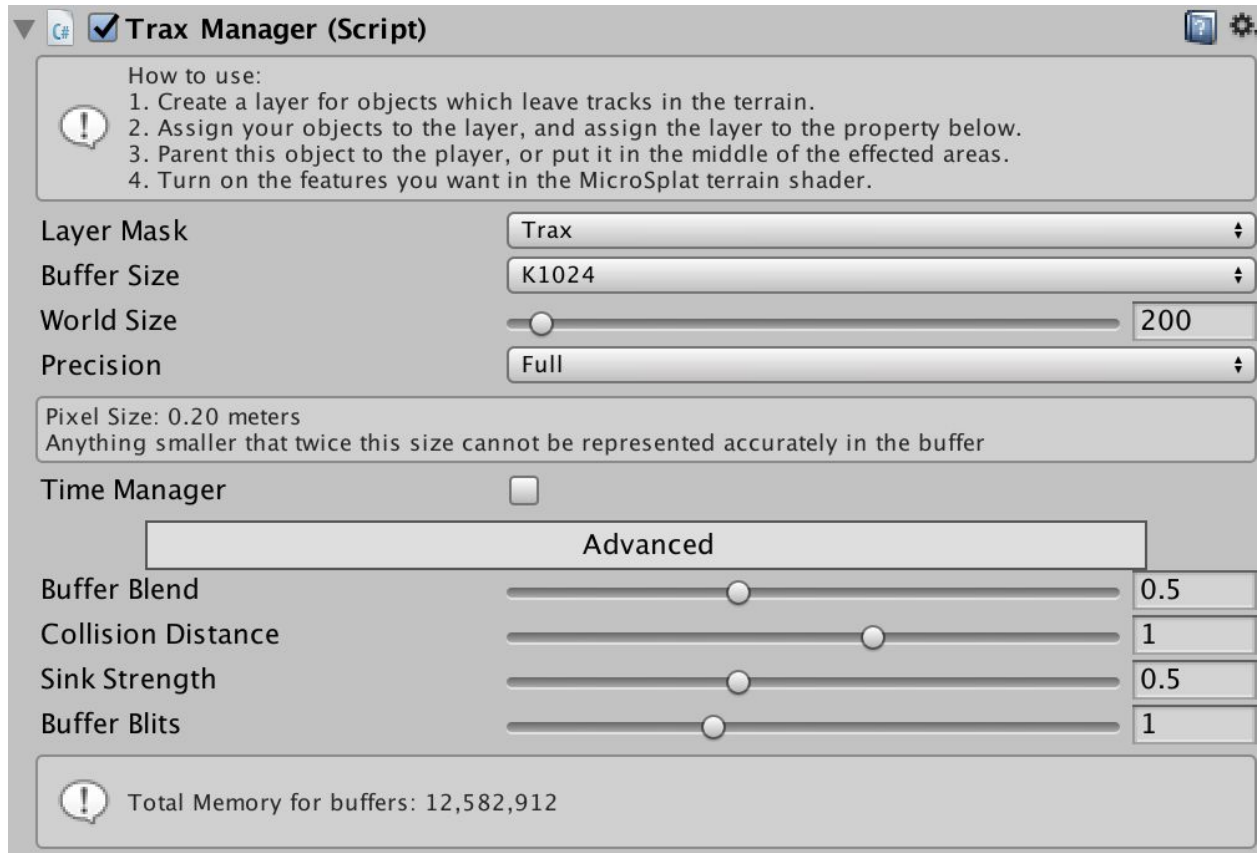 C#
Trax Manager (Script)
?
How to use:
1. Create a layer for objects which leave tracks in the terrain.
2. Assign your objects to the layer, and assign the layer to the property below.
3. Parent this object to the player, or put it in the middle of the effected areas.
4. Turn on the features you want in the MicroSplat terrain shader.
Layer Mask Trax
Buffer Size K1024
World Size 200
Precision Full
Pixel Size: 0.20 meters
Anything smaller that twice this size cannot be represented accurately in the buffer
Time Manager
Advanced
Buffer Blend 0.5
Collision Distance 1
Sink Strength 0.5
Buffer Blits 1
Total Memory for buffers: 12,582,912